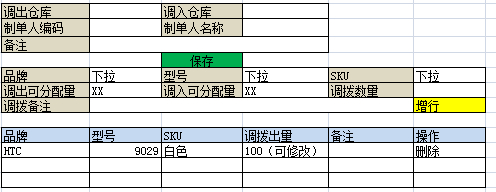 调出仓库 调入仓库
制单人编码 制单人名称
备注
保存
品牌 下拉 型号 下拉 SKU 下拉
调出可分配量 XX 调入可分配量 XX 调拨数量
调拨备注 增行
品牌 型号 SKU 调拨出量 备注 操作
HTC 9029 白色 100（可修改） 删除